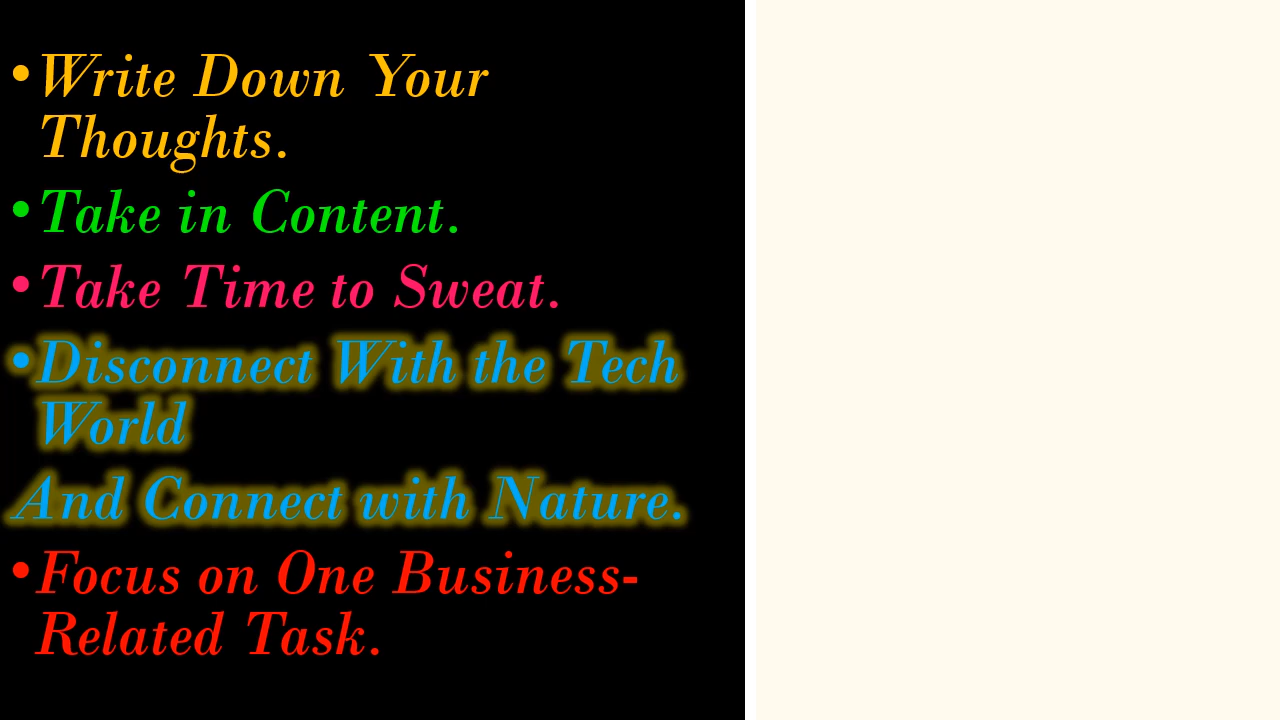 • Write Down Your
Thoughts.
• Take in Content.
• Take Time to Sweat.
• Disconnect With the Tech
World
And Connect with Nature.
• Focus on One Business-
Related Task.